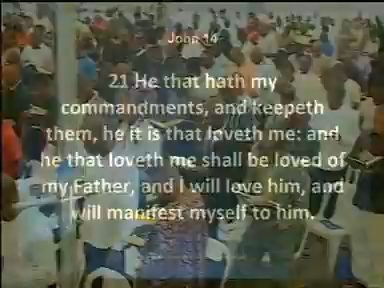 John 14
21 He that hath my
commandments, and keepeth
them, he it is that loveth me: and
he that loveth me shall be loved of
my Father, and I will love him, and
will manifest myself to him.